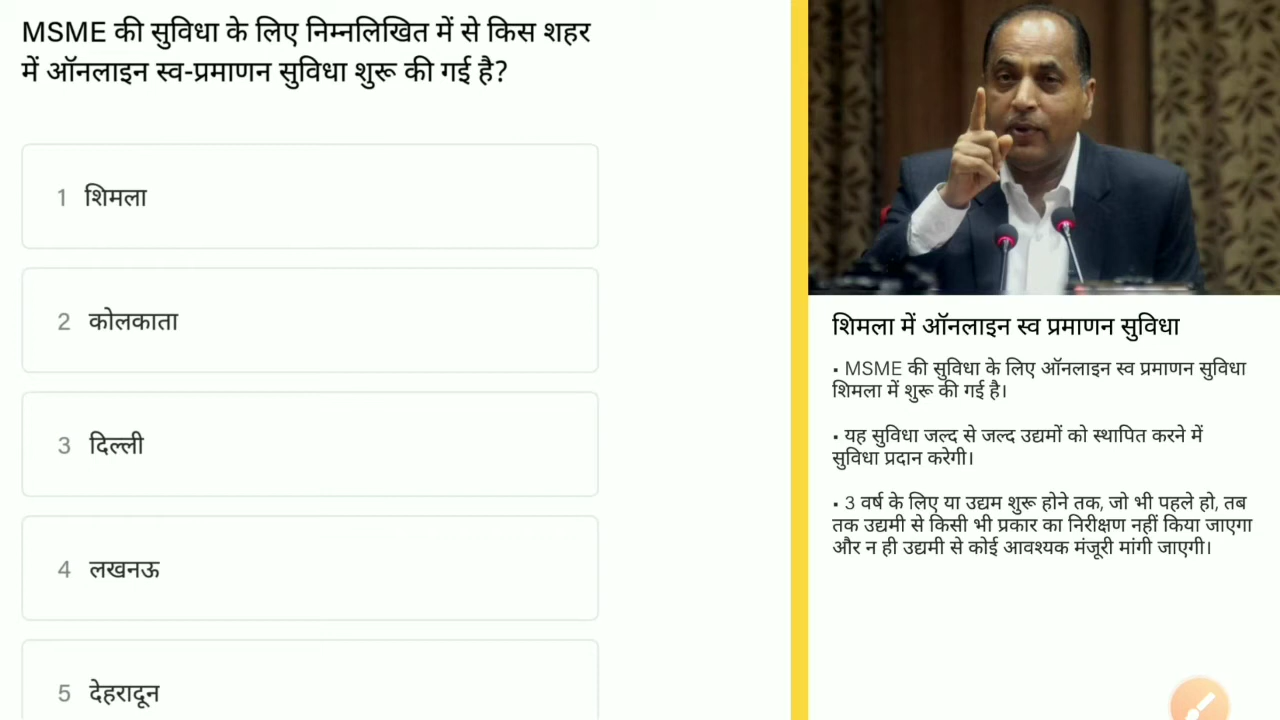 MSME की सुविधा के लिए निम्नलिखित में से किस शहर
में ऑनलाइन स्व-प्रमाणन सुविधा शुरू की गई है?
1 शिमला
2 कोलकाता
3 दिल्ली
4 लखनऊ
5 देहरादून
शिमला में ऑनलाइन स्व प्रमाणन सुविधा
▪ MSME की सुविधा के लिए ऑनलाइन स्व प्रमाणन सुविधा
शिमला में शुरू की गई है।
▪ यह सुविधा जल्द से जल्द उद्यमों को स्थापित करने में
सुविधा प्रदान करेगी।
▪ 3 वर्ष के लिए या उद्यम शुरू होने तक, जो भी पहले हो, तब
तक उद्यमी से किसी भी प्रकार का निरीक्षण नहीं किया जाएगा
और न ही उद्यमी से कोई आवश्यक मंजूरी मांगी जाएगी।